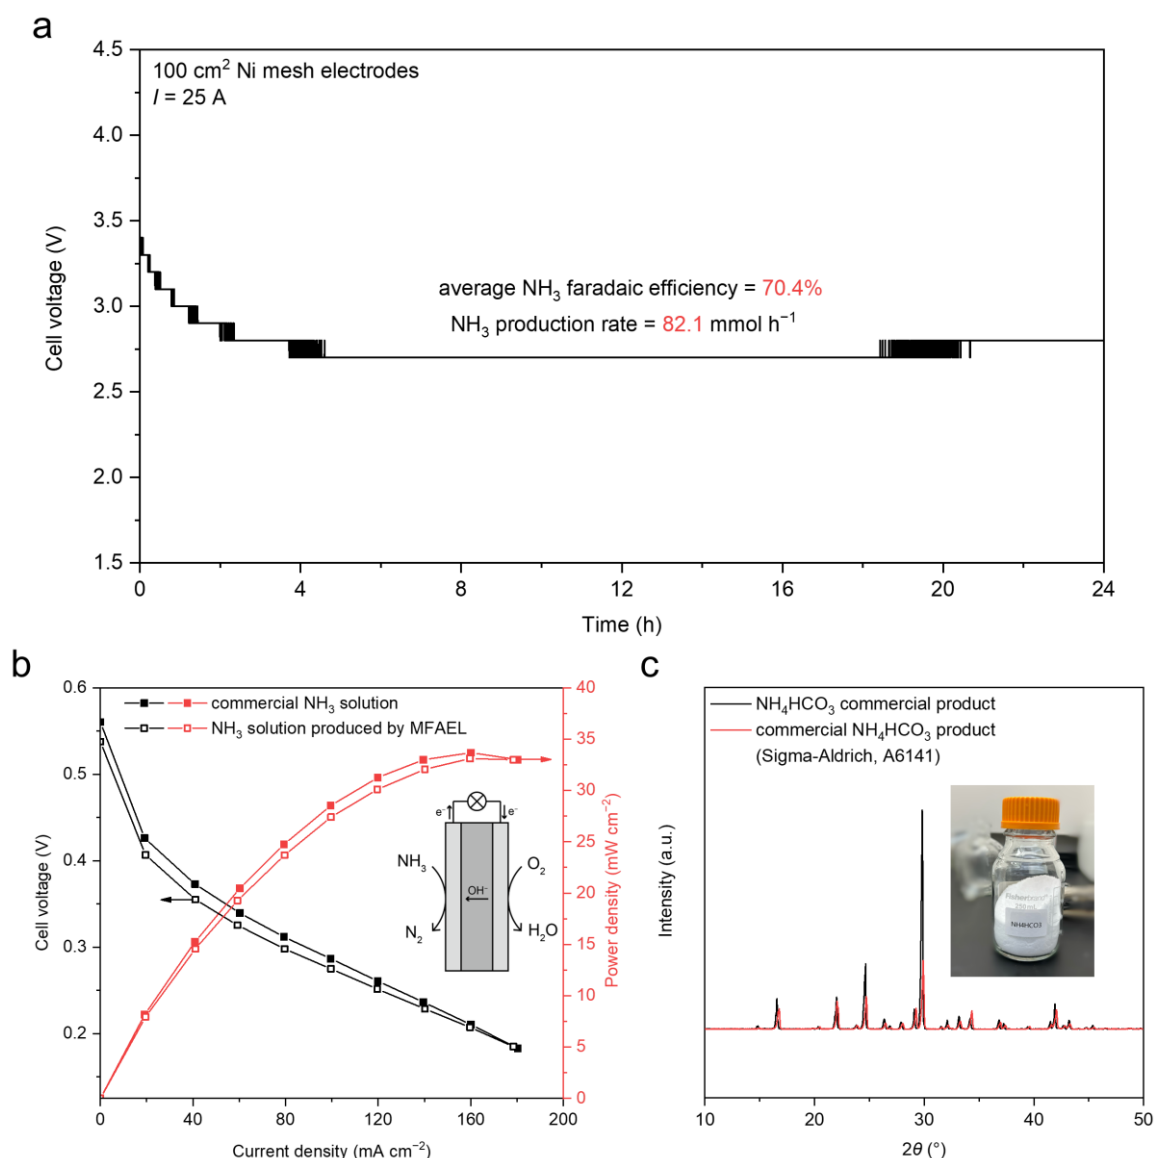 a
100 cm² Ni mesh electrodes
I = 25 A
average NH₃ faradaic efficiency = 70.4%
NH₃ production rate = 82.1 mmol h⁻¹
Cell voltage (V)
4.5
4.0
3.5
3.0
2.5
2.0
1.5
0 4 8 12 16 20 24
Time (h)
b
commercial NH₃ solution
NH₃ solution produced by MFAEL
Cell voltage (V)
0.6
0.5
0.4
0.3
0.2
Power density (mW cm⁻²)
40
35
30
25
20
15
10
5
0
e⁻ e⁻
NH₃ O₂
OH⁻
N₂ H₂O
0 40 80 120 160 200
Current density (mA cm⁻²)
c
NH₄HCO₃ commercial product
commercial NH₄HCO₃ product
(Sigma-Aldrich, A6141)
Intensity (a.u.)
NH4HCO3
10 20 30 40 50
2θ (°)